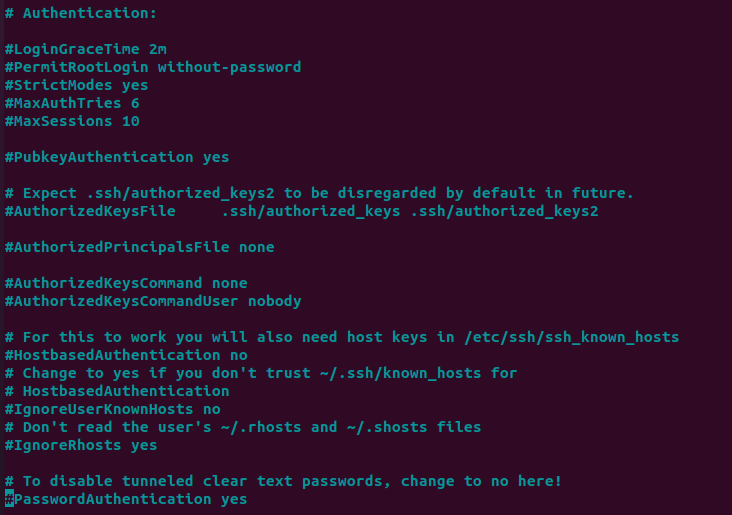 # Authentication:
#LoginGraceTime 2m
#PermitRootLogin without-password
#StrictModes yes
#MaxAuthTries 6
#MaxSessions 10
#PubkeyAuthentication yes
# Expect .ssh/authorized_keys2 to be disregarded by default in future.
#AuthorizedKeysFile     .ssh/authorized_keys .ssh/authorized_keys2
#AuthorizedPrincipalsFile none
#AuthorizedKeysCommand none
#AuthorizedKeysCommandUser nobody
# For this to work you will also need host keys in /etc/ssh/ssh_known_hosts
#HostbasedAuthentication no
# Change to yes if you don't trust ~/.ssh/known_hosts for
# HostbasedAuthentication
#IgnoreUserKnownHosts no
# Don't read the user's ~/.rhosts and ~/.shosts files
#IgnoreRhosts yes
# To disable tunneled clear text passwords, change to no here!
#PasswordAuthentication yes